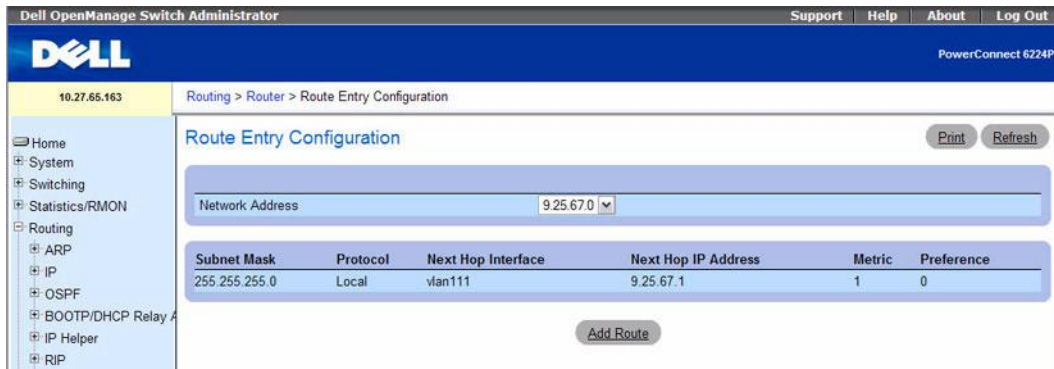 Dell OpenManage Switch Administrator
Support Help About Log Out
DELL
PowerConnect 6224P
10.27.65.163
Routing > Router > Route Entry Configuration
Home
System
Switching
Statistics/RMON
Routing
ARP
IP
OSPF
BOOTP/DHCP Relay A
IP Helper
RIP
Route Entry Configuration
Print Refresh
Network Address 9.25.67.0
Subnet Mask Protocol Next Hop Interface Next Hop IP Address Metric Preference
255.255.255.0 Local vlan111 9.25.67.1 1 0
Add Route